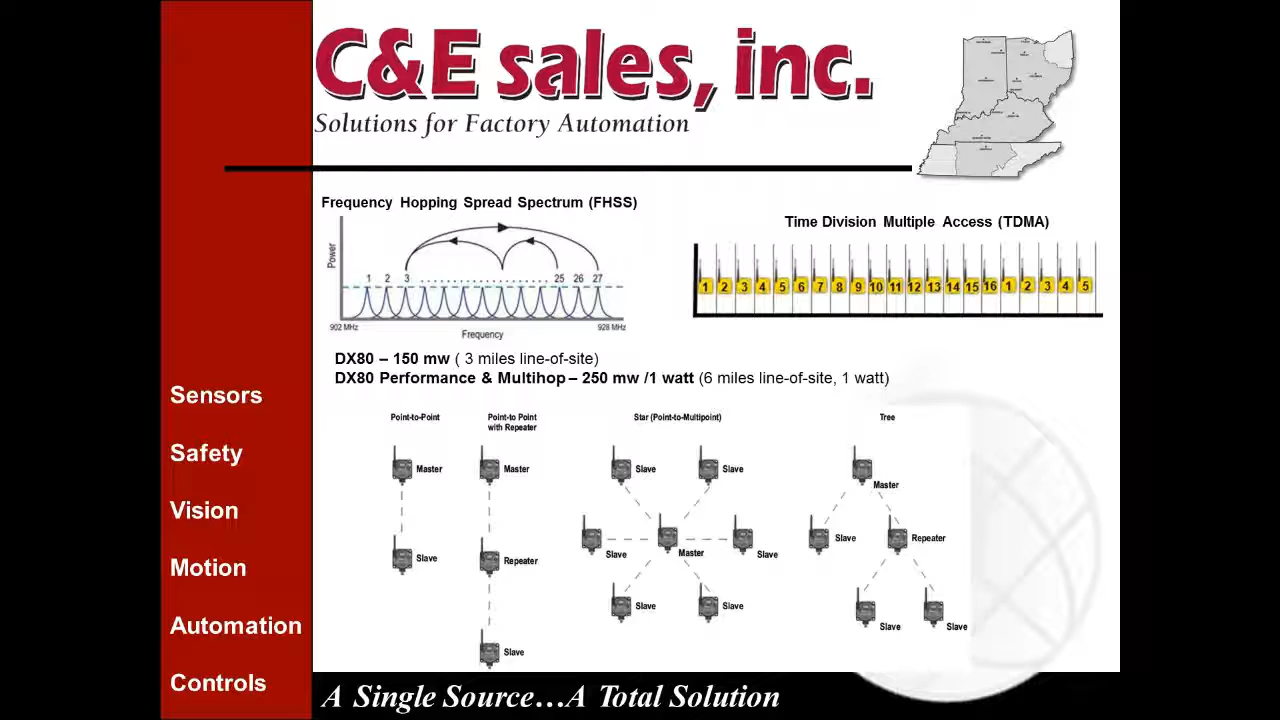 C&E sales, inc.
Solutions for Factory Automation
Frequency Hopping Spread Spectrum (FHSS)
Power
1 2 3 25 26 27
902 MHz 928 MHz
Frequency
Time Division Multiple Access (TDMA)
1 2 3 4 5 6 7 8 9 10 11 12 13 14 15 16 1 2 3 4 5
DX80 – 150 mw ( 3 miles line-of-site)
DX80 Performance & Multihop – 250 mw /1 watt (6 miles line-of-site, 1 watt)
Point-to-Point
Master
Slave
Point-to Point
with Repeater
Master
Repeater
Slave
Star (Point-to-Multipoint)
Slave Slave
Slave Master Slave
Slave Slave
Tree
Master
Slave Repeater
Slave Slave
Sensors
Safety
Vision
Motion
Automation
Controls
A Single Source…A Total Solution